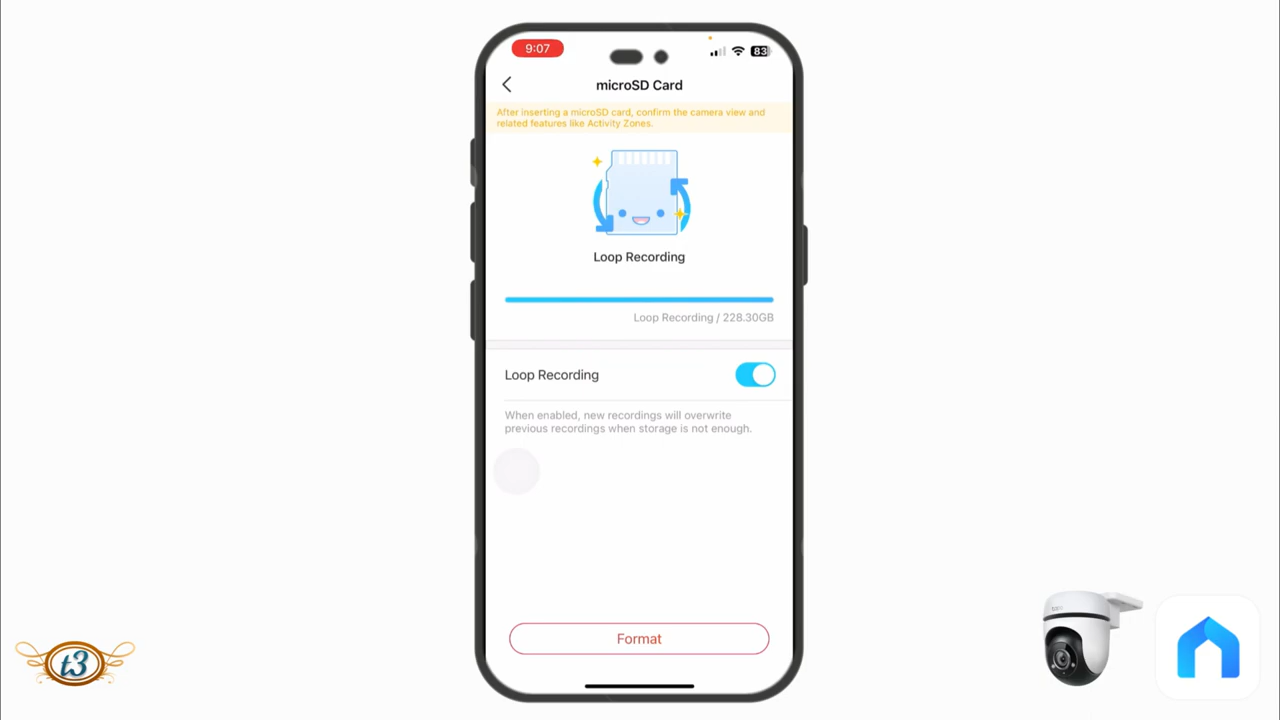 9:07
83
microSD Card
After inserting a microSD card, confirm the camera view and
related features like Activity Zones.
Loop Recording
Loop Recording / 228.30GB
Loop Recording
When enabled, new recordings will overwrite
previous recordings when storage is not enough.
Format
t3
tapo